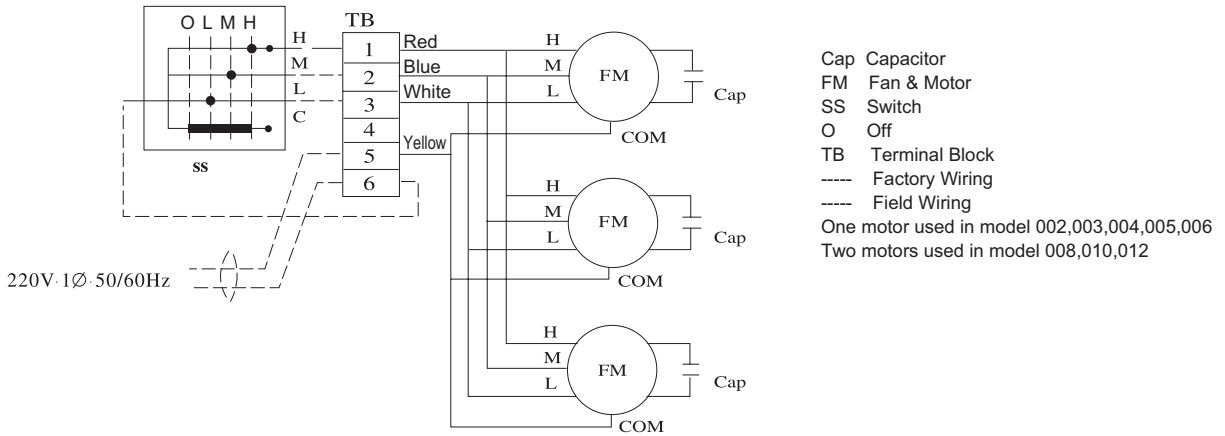 O L M H
TB
H
M
L
C
ss
1
2
3
4
5
6
Red
Blue
White
Yellow
H
M
L
FM
Cap
COM
H
M
L
FM
Cap
COM
H
M
L
FM
Cap
COM
220V·1Ø·50/60Hz
Cap Capacitor
FM Fan & Motor
SS Switch
O Off
TB Terminal Block
----- Factory Wiring
----- Field Wiring
One motor used in model 002,003,004,005,006
Two motors used in model 008,010,012